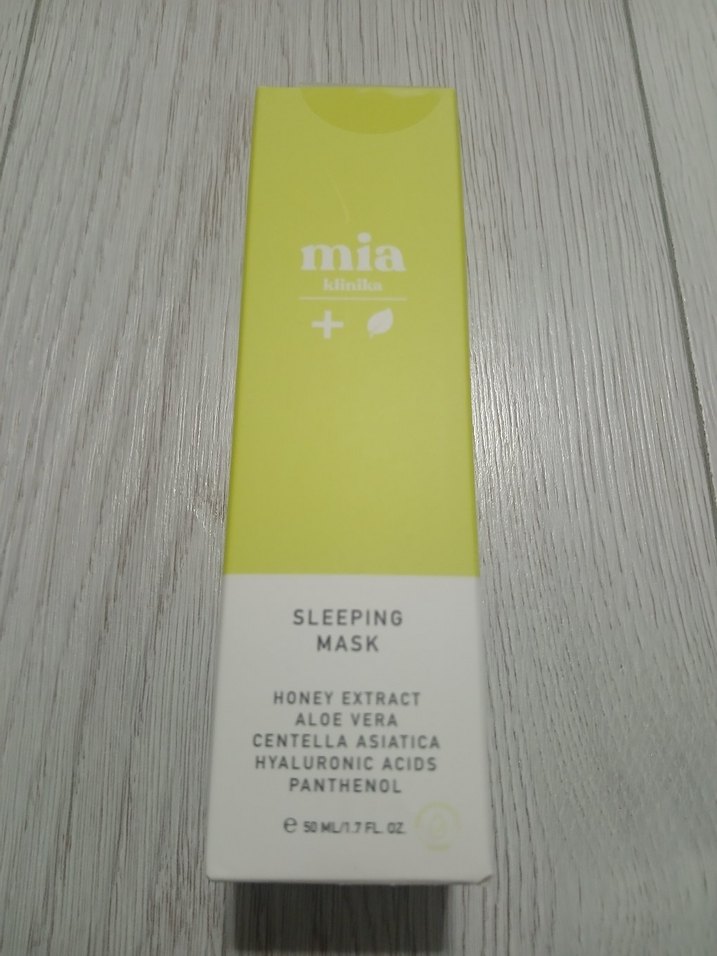 mia
klinika
SLEEPING
MASK
HONEY EXTRACT
ALOE VERA
CENTELLA ASIATICA
HYALURONIC ACIDS
PANTHENOL
℮ 50 ML/1.7 FL. OZ.